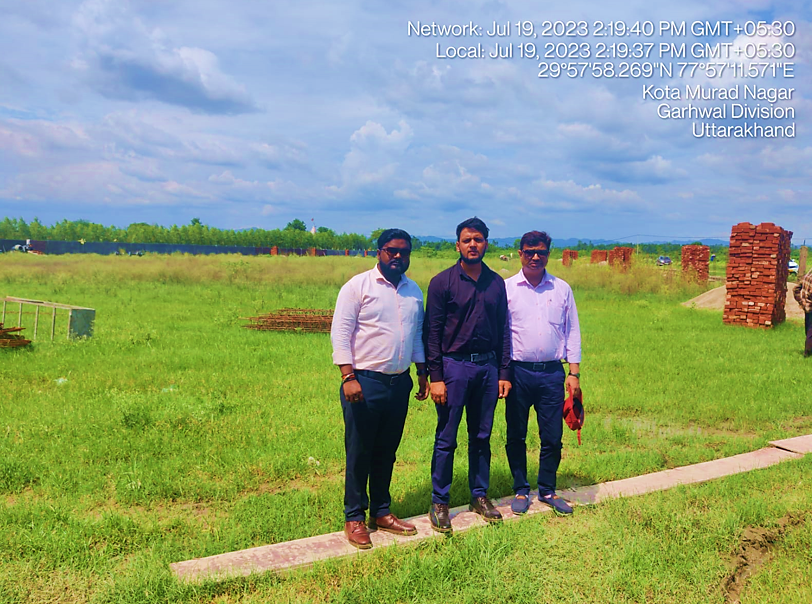 Network: Jul 19, 2023 2:19:40 PM GMT+05:30
Local: Jul 19, 2023 2:19:37 PM GMT+05:30
29°57'58.269"N 77°57'11.571"E
Kota Murad Nagar
Garhwal Division
Uttarakhand